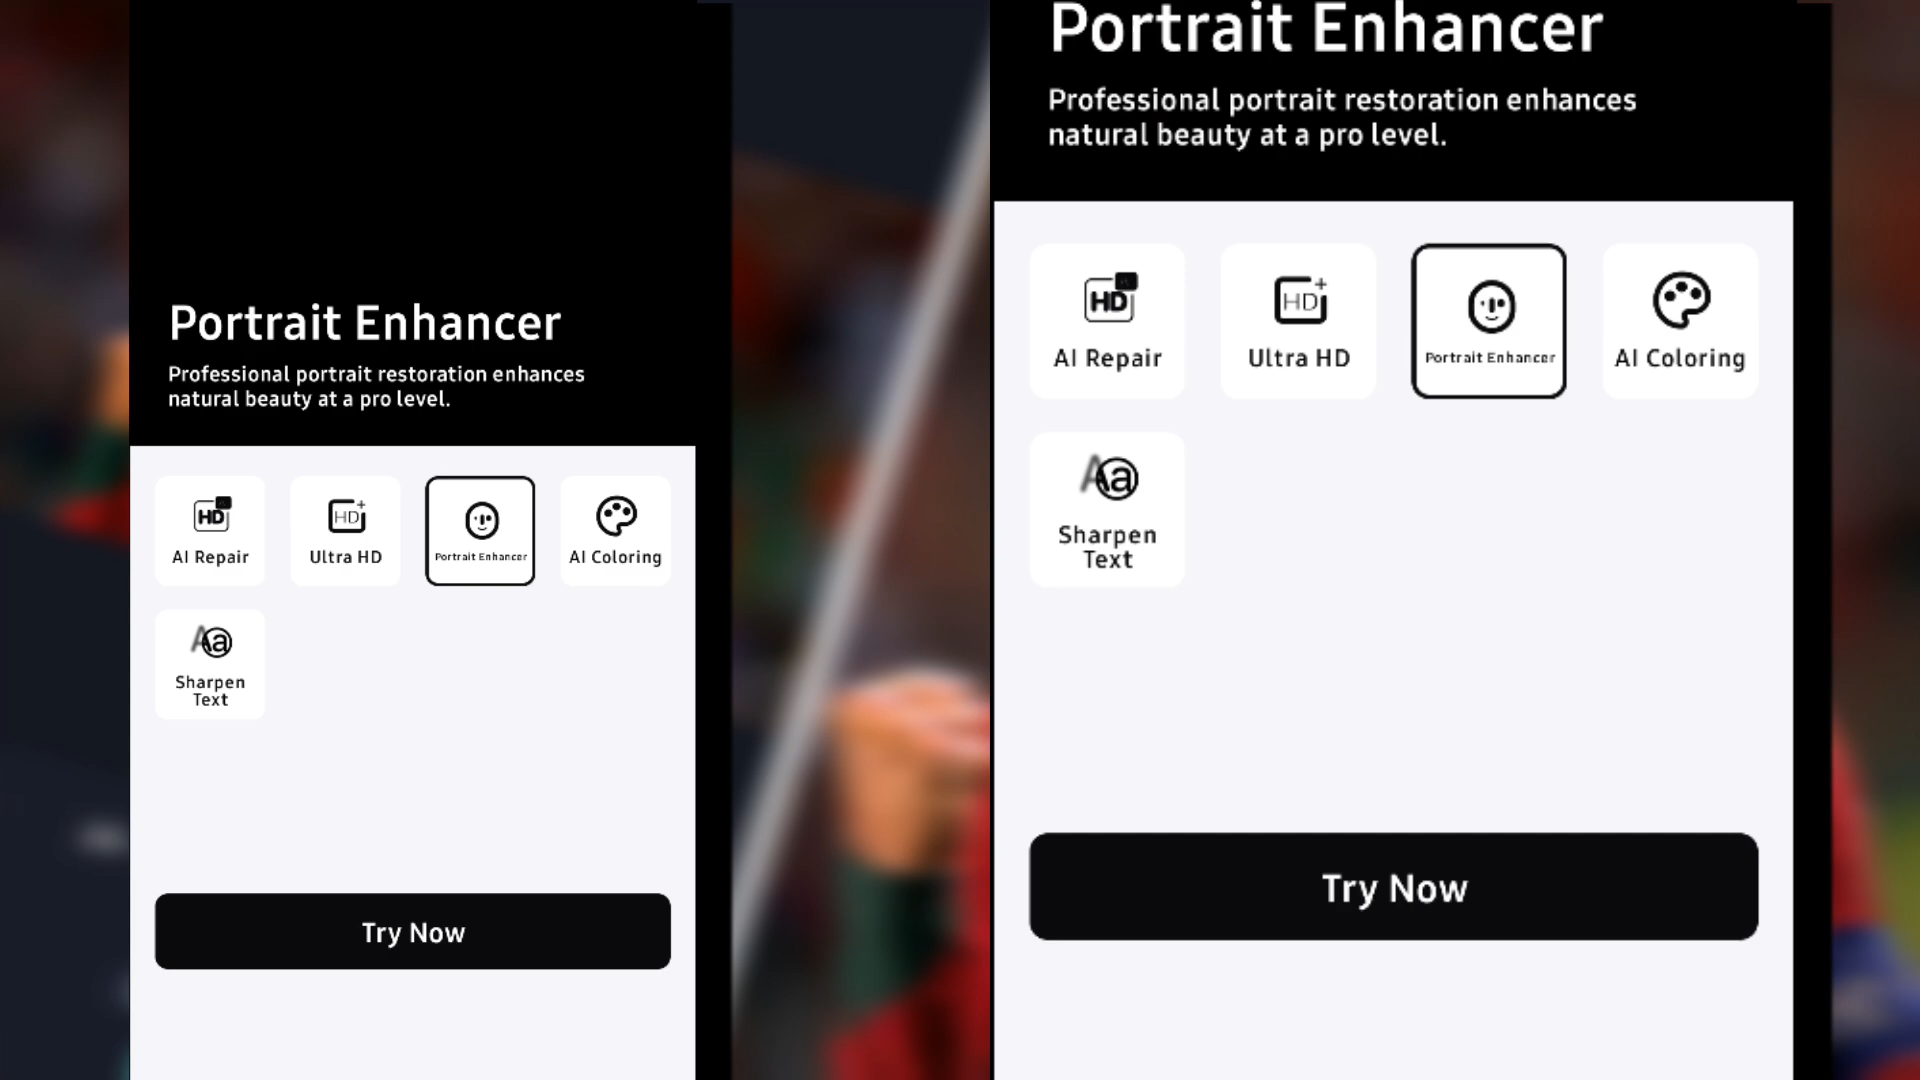 Portrait Enhancer
Professional portrait restoration enhances
natural beauty at a pro level.
HD
AI Repair
HD+
Ultra HD
Portrait Enhancer
AI Coloring
Aa
Sharpen
Text
Try Now
Portrait Enhancer
Professional portrait restoration enhances
natural beauty at a pro level.
HD
AI Repair
HD+
Ultra HD
Portrait Enhancer
AI Coloring
Aa
Sharpen
Text
Try Now